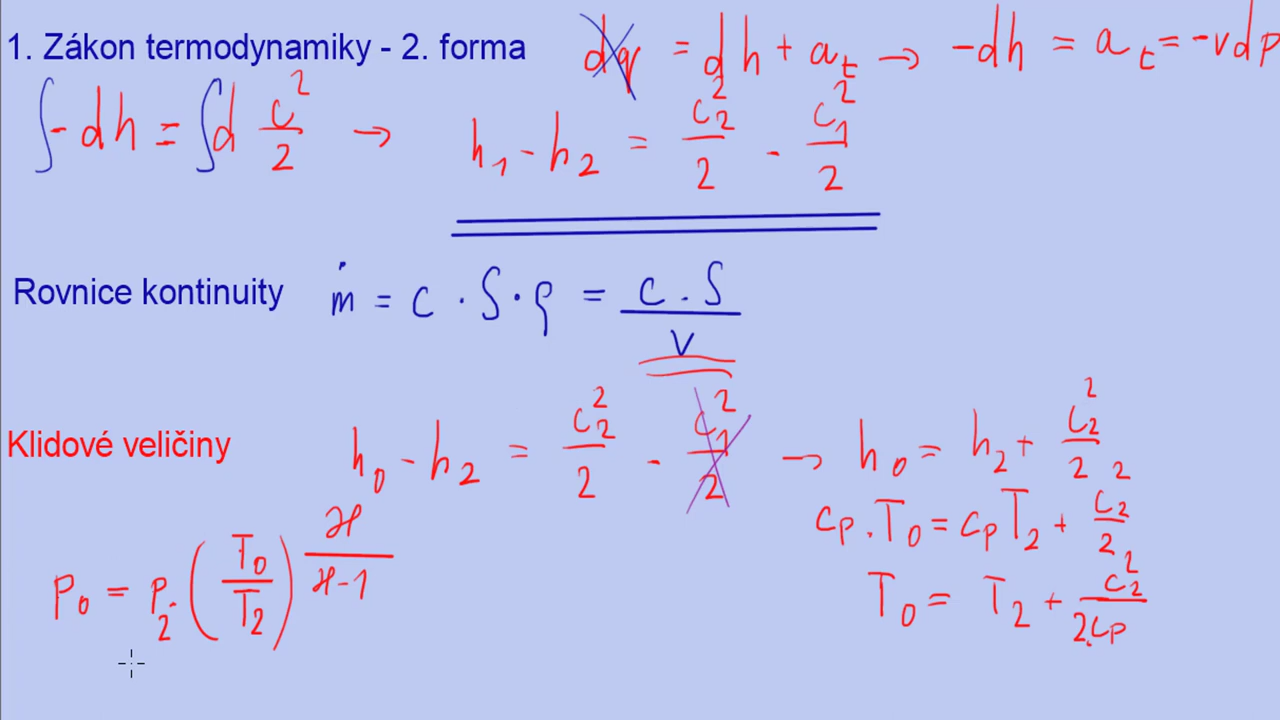 1. Zákon termodynamiky - 2. forma dq = dh + a_t → -dh = a_t = -vdp
∫-dh = ∫d c²/2 → h₁ - h₂ = c₂²/2 - c₁²/2
Rovnice kontinuity ṁ = c · S · ρ = c . S / v
Klidové veličiny h₀ - h₂ = c₂²/2 - c₁²/2 → h₀ = h₂ + c₂²/2
cp . T₀ = cp T₂ + c₂²/2
p₀ = p₂ . (T₀/T₂)^(ϰ/(ϰ-1)) T₀ = T₂ + c₂²/2.cp